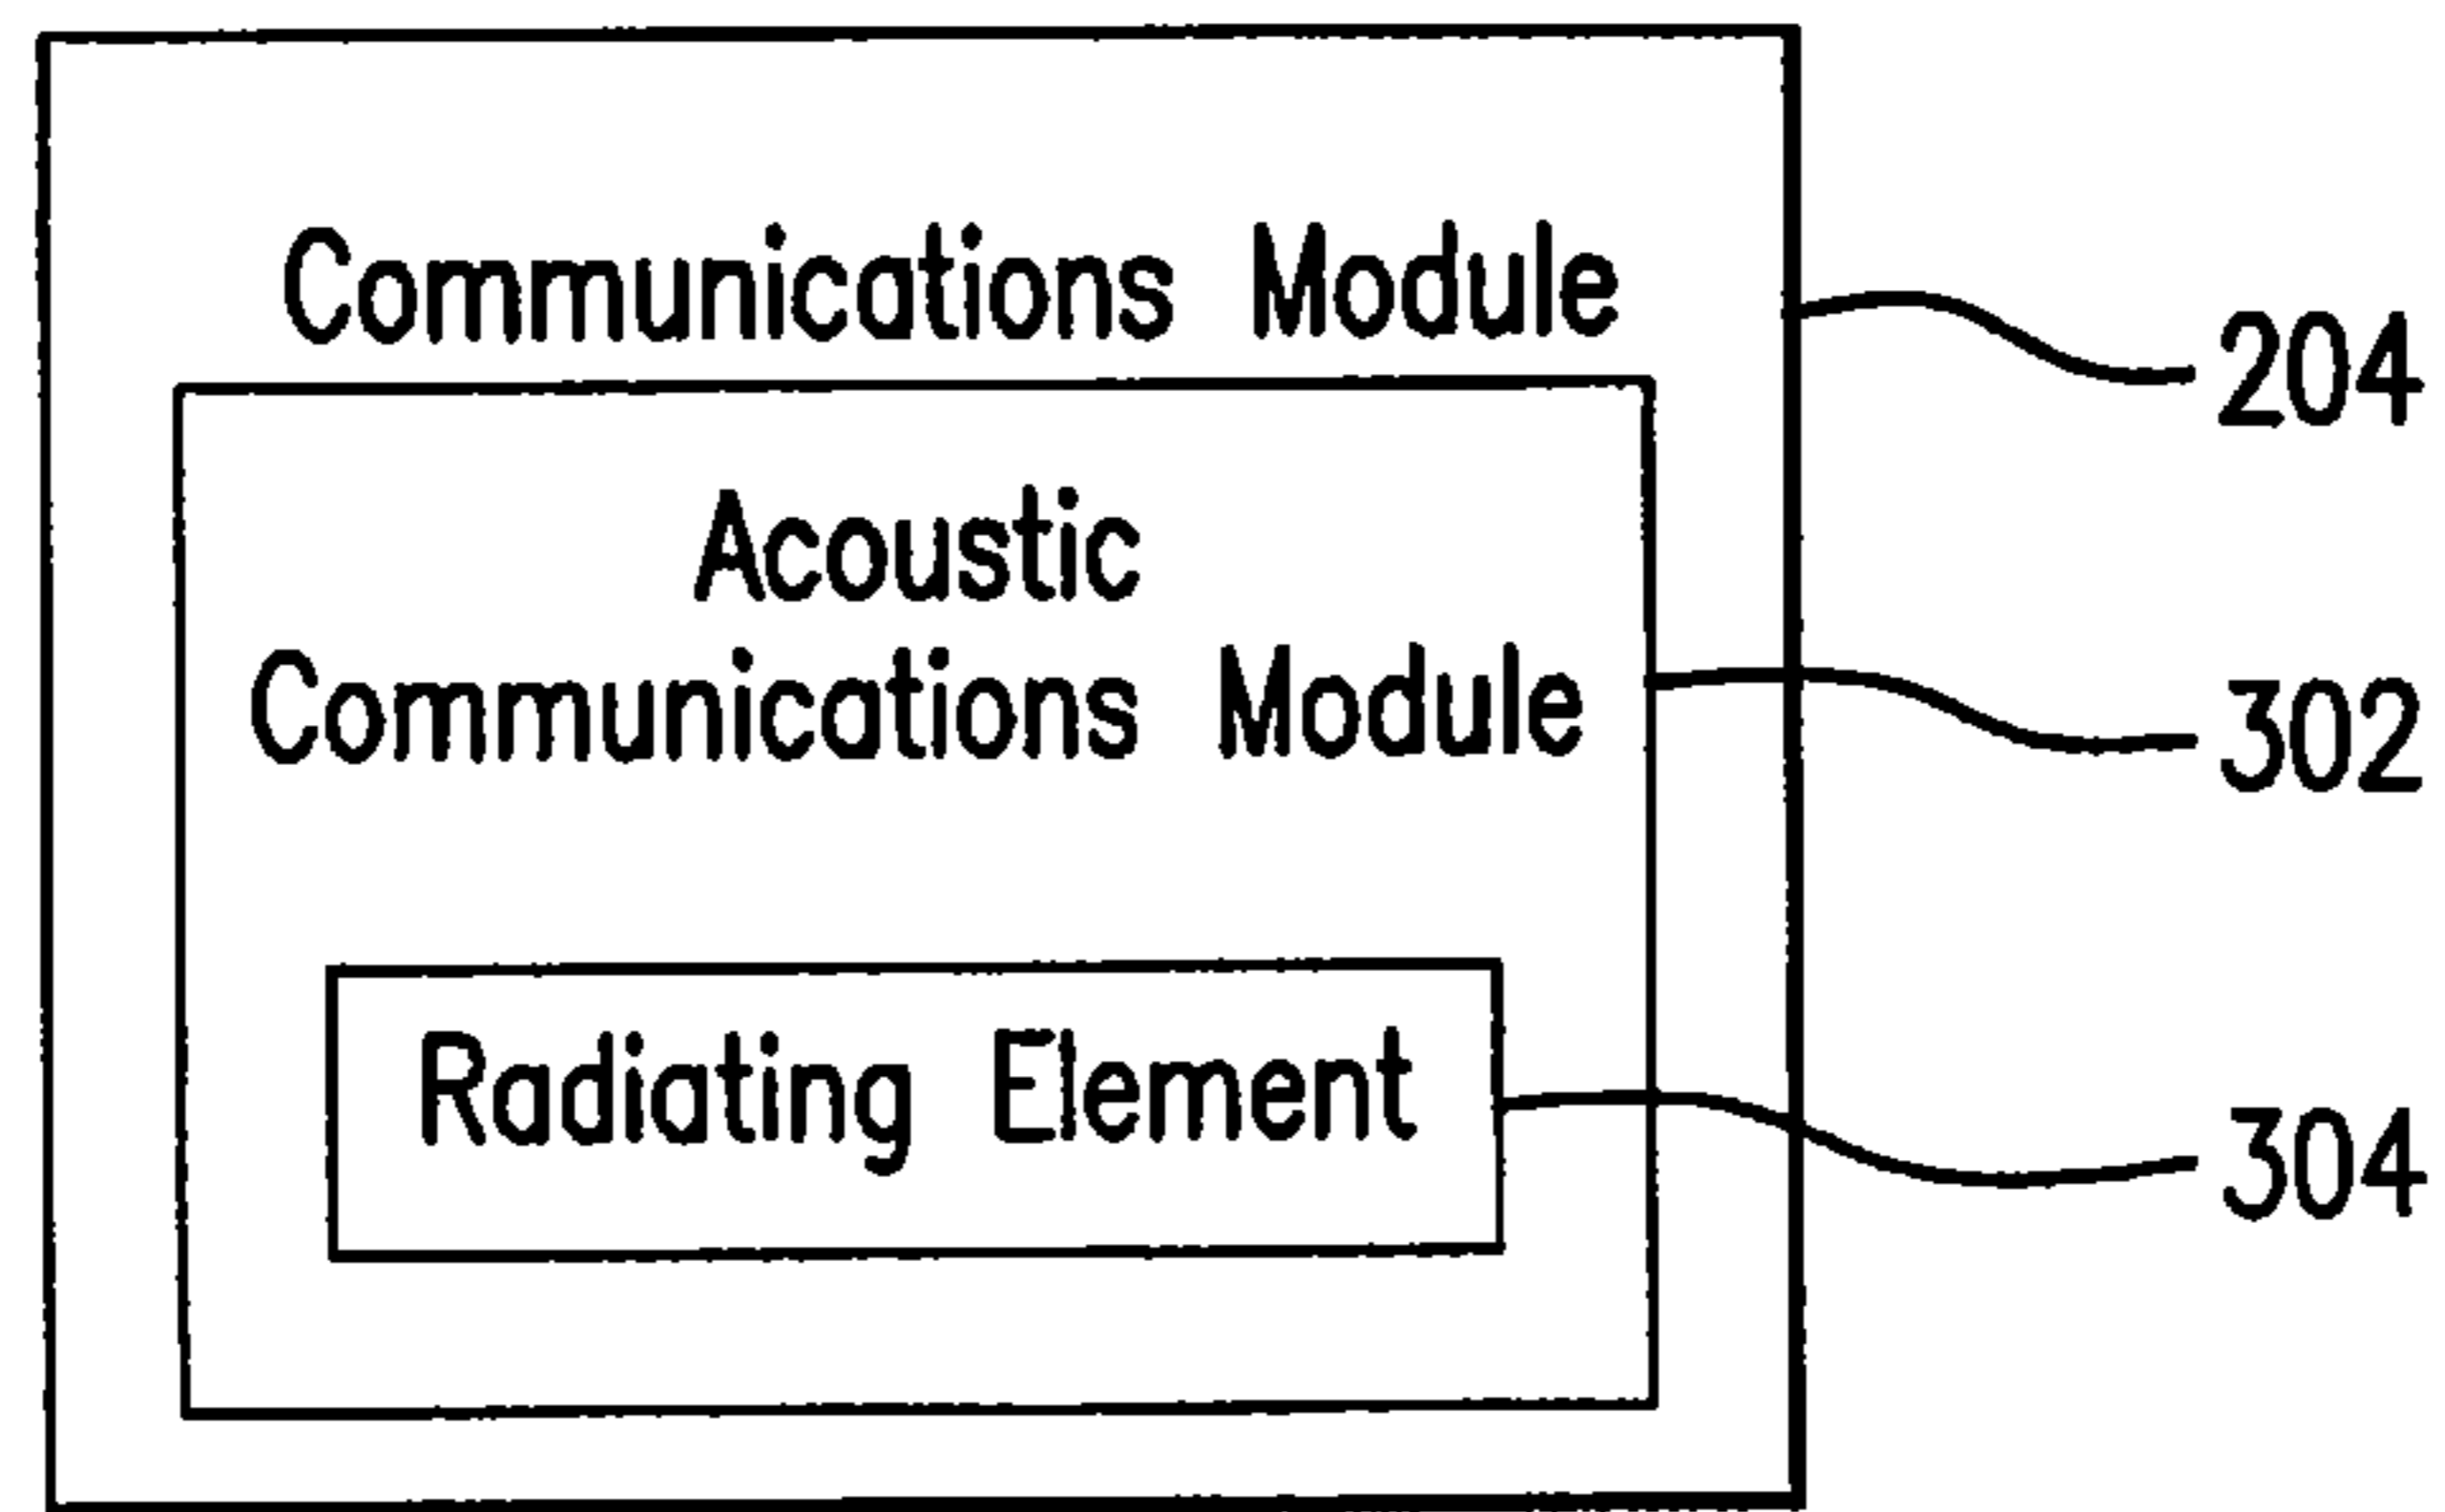 Communications Module
204
Acoustic
Communications Module
302
Radiating Element
304